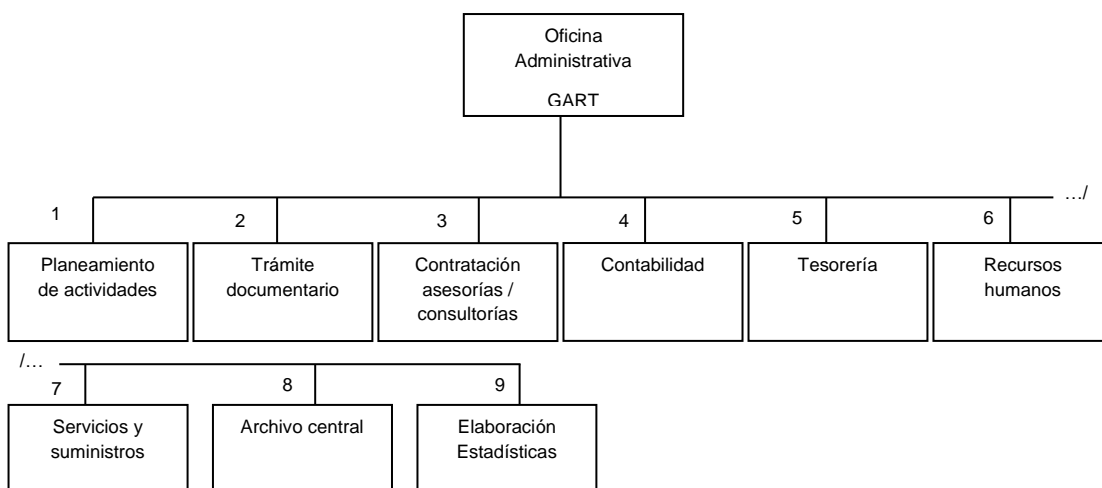 Oficina
Administrativa
GART
…/
1
2
3
4
5
6
Planeamiento
de actividades
Trámite
documentario
Contratación
asesorías /
consultorías
Contabilidad
Tesorería
Recursos
humanos
/…
7
8
9
Servicios y
suministros
Archivo central
Elaboración
Estadísticas